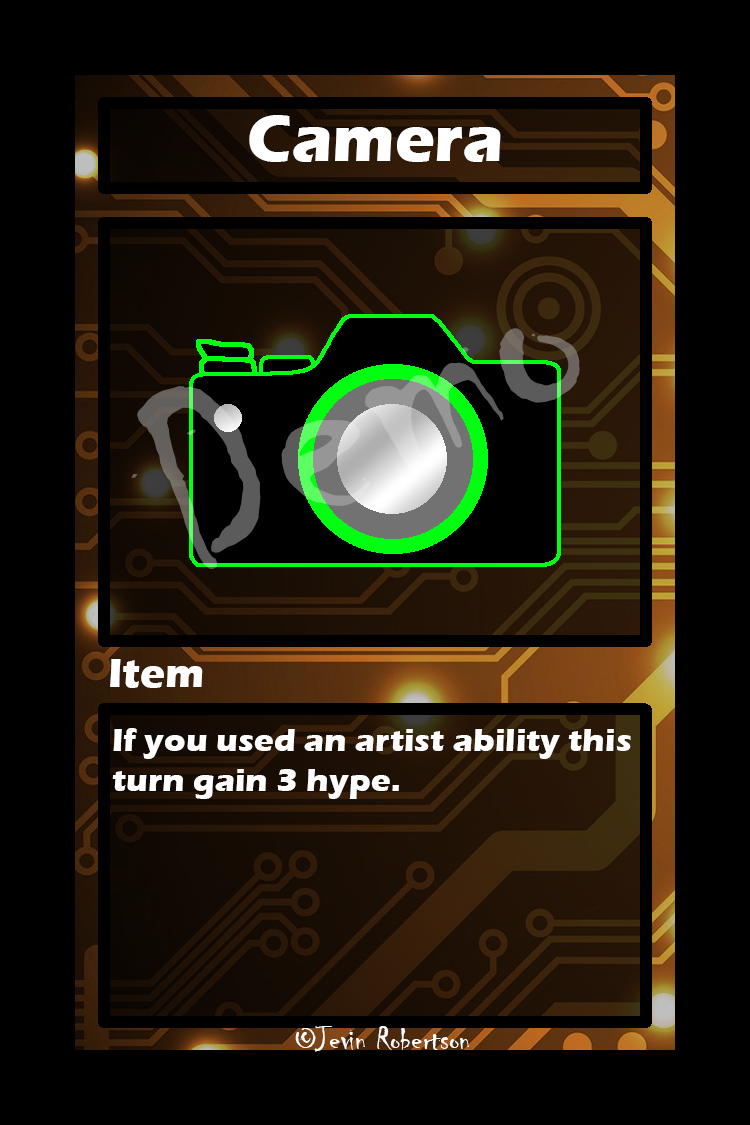 Camera
Demo
Item
If you used an artist ability this
turn gain 3 hype.
©Jevin Robertson